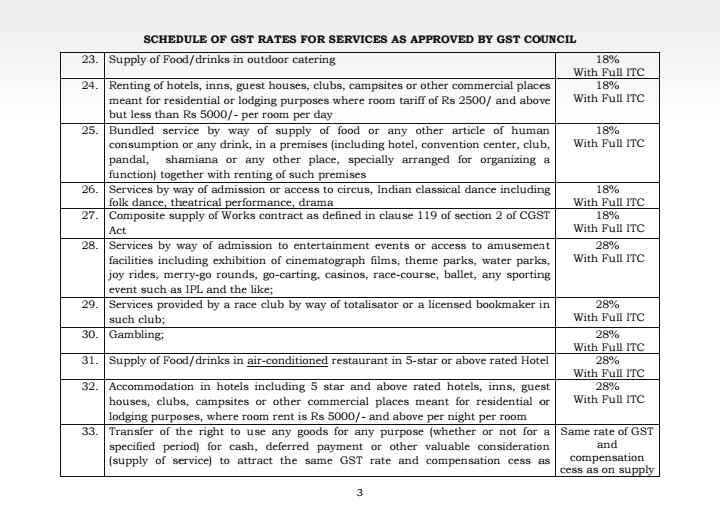 SCHEDULE OF GST RATES FOR SERVICES AS APPROVED BY GST COUNCIL
23. Supply of Food/drinks in outdoor catering 18%
With Full ITC
24. Renting of hotels, inns, guest houses, clubs, campsites or other commercial places 18%
meant for residential or lodging purposes where room tariff of Rs 2500/ and above With Full ITC
but less than Rs 5000/- per room per day
25. Bundled service by way of supply of food or any other article of human 18%
consumption or any drink, in a premises (including hotel, convention center, club, With Full ITC
pandal, shamiana or any other place, specially arranged for organizing a
function) together with renting of such premises
26. Services by way of admission or access to circus, Indian classical dance including 18%
folk dance, theatrical performance, drama With Full ITC
27. Composite supply of Works contract as defined in clause 119 of section 2 of CGST 18%
Act With Full ITC
28. Services by way of admission to entertainment events or access to amusement 28%
facilities including exhibition of cinematograph films, theme parks, water parks, With Full ITC
joy rides, merry-go rounds, go-carting, casinos, race-course, ballet, any sporting
event such as IPL and the like;
29. Services provided by a race club by way of totalisator or a licensed bookmaker in 28%
such club; With Full ITC
30. Gambling; 28%
With Full ITC
31. Supply of Food/drinks in air-conditioned restaurant in 5-star or above rated Hotel 28%
With Full ITC
32. Accommodation in hotels including 5 star and above rated hotels, inns, guest 28%
houses, clubs, campsites or other commercial places meant for residential or With Full ITC
lodging purposes, where room rent is Rs 5000/- and above per night per room
33. Transfer of the right to use any goods for any purpose (whether or not for a Same rate of GST
specified period) for cash, deferred payment or other valuable consideration and
(supply of service) to attract the same GST rate and compensation cess as compensation
cess as on supply
3